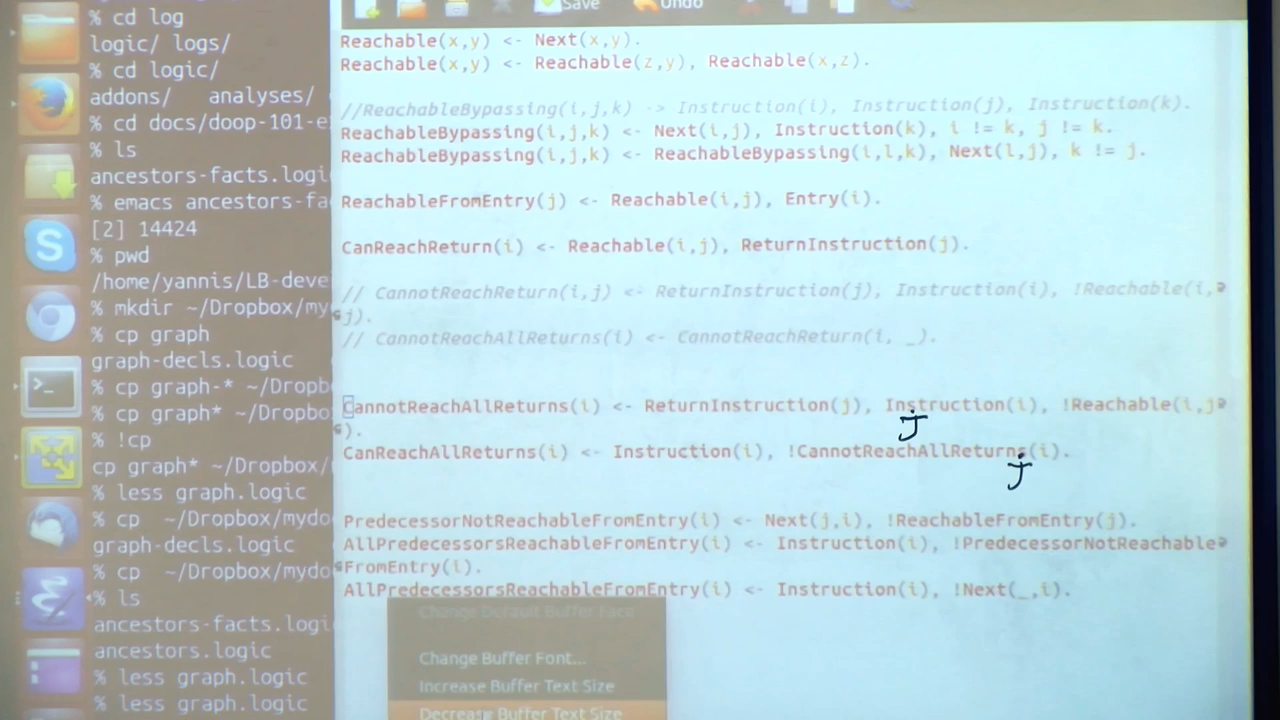 % cd log
logic/ logs/
% cd logic/
addons/ analyses/
% cd docs/doop-101-e
% ls
ancestors-facts.logi
% emacs ancestors-fa
[2] 14424
% pwd
/home/yannis/LB-deve
% mkdir ~/Dropbox/my
% cp graph
graph-decls.logic
% cp graph-* ~/Dropb
% cp graph* ~/Dropbo
% !cp
cp graph* ~/Dropbox/
% less graph.logic
% cp ~/Dropbox/mydo
graph-decls.logic
% cp ~/Dropbox/mydo
% ls
ancestors-facts.logi
ancestors.logic
% less graph.logic
% less graph.logic
Save Undo
Reachable(x,y) <- Next(x,y).
Reachable(x,y) <- Reachable(z,y), Reachable(x,z).
//ReachableBypassing(i,j,k) -> Instruction(i), Instruction(j), Instruction(k).
ReachableBypassing(i,j,k) <- Next(i,j), Instruction(k), i != k, j != k.
ReachableBypassing(i,j,k) <- ReachableBypassing(i,l,k), Next(l,j), k != j.
ReachableFromEntry(j) <- Reachable(i,j), Entry(i).
CanReachReturn(i) <- Reachable(i,j), ReturnInstruction(j).
// CannotReachReturn(i,j) <- ReturnInstruction(j), Instruction(i), !Reachable(i,
j).
// CannotReachAllReturns(i) <- CannotReachReturn(i, _).
CannotReachAllReturns(i) <- ReturnInstruction(j), Instruction(i), !Reachable(i,j
).
j
CanReachAllReturns(i) <- Instruction(i), !CannotReachAllReturns(i).
j
PredecessorNotReachableFromEntry(i) <- Next(j,i), !ReachableFromEntry(j).
AllPredecessorsReachableFromEntry(i) <- Instruction(i), !PredecessorNotReachable
FromEntry(i).
AllPredecessorsReachableFromEntry(i) <- Instruction(i), !Next(_,i).
Change Default Buffer Face
Change Buffer Font...
Increase Buffer Text Size
Decrease Buffer Text Size